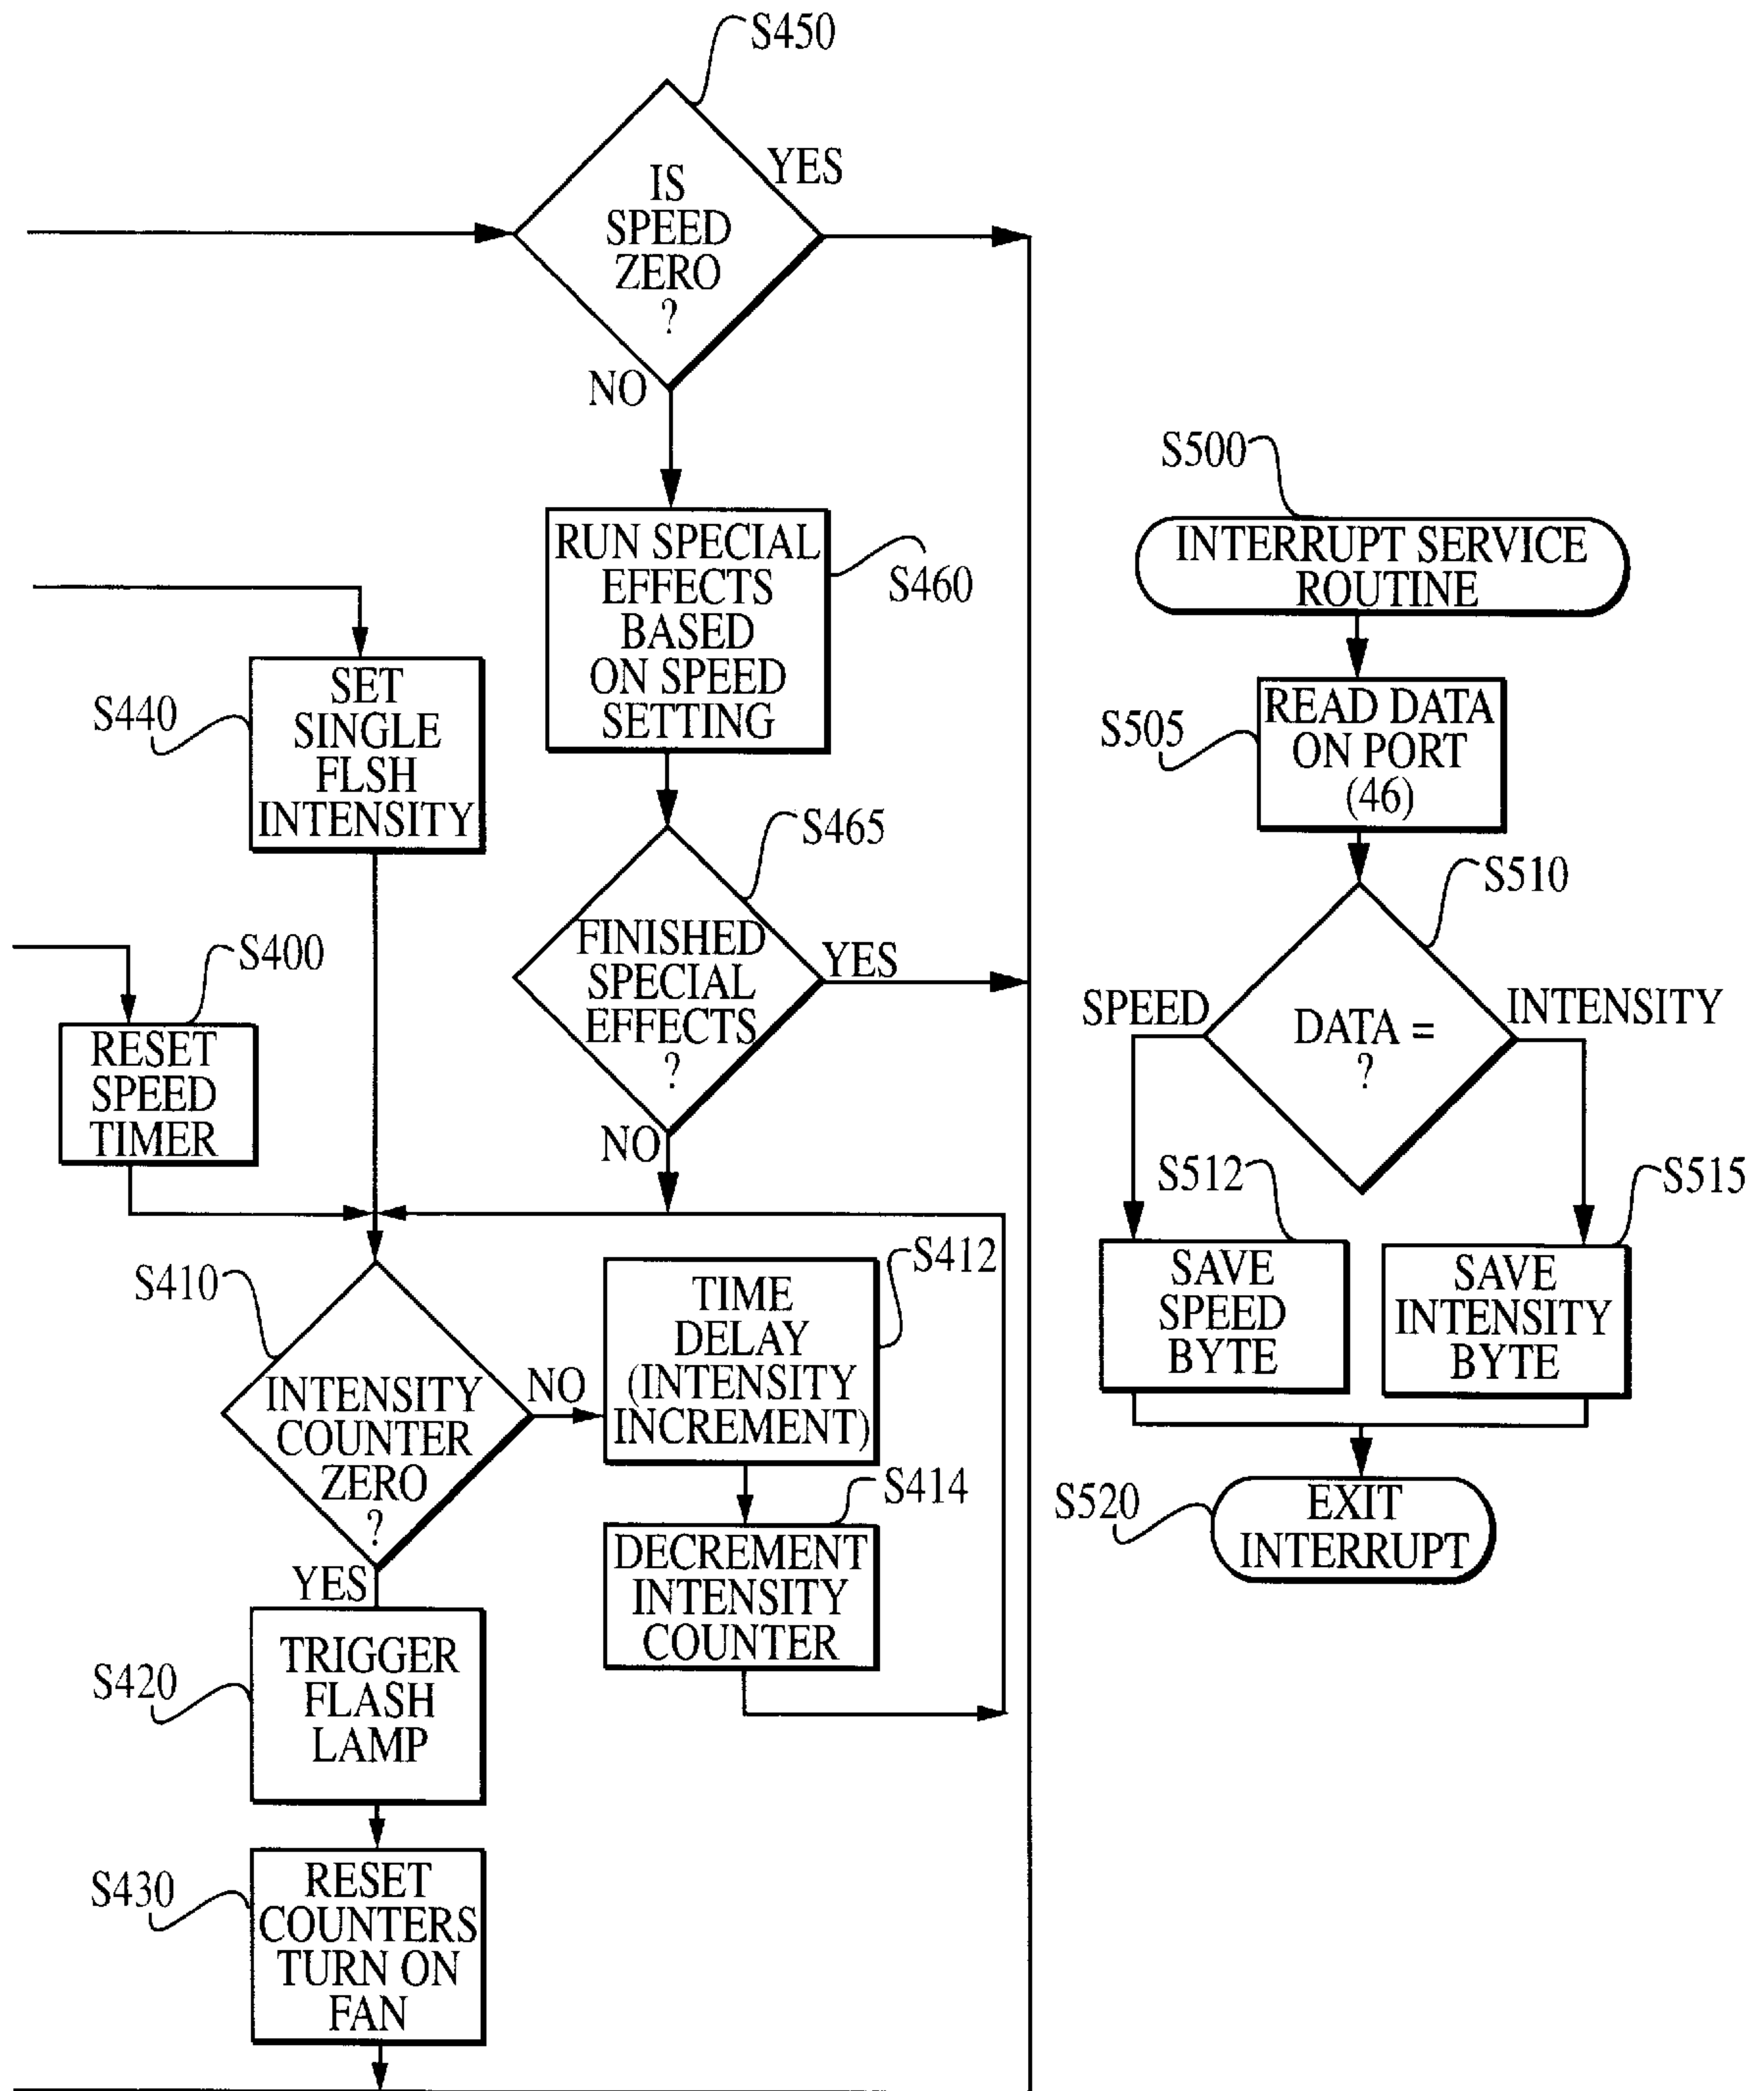 S450
IS
SPEED
ZERO
?
YES
NO
RUN SPECIAL
EFFECTS
BASED
ON SPEED
SETTING
S460
SET
SINGLE
FLSH
INTENSITY
S440
FINISHED
SPECIAL
EFFECTS
?
S465
YES
NO
S400
RESET
SPEED
TIMER
S410
INTENSITY
COUNTER
ZERO
?
NO
YES
TIME
DELAY
(INTENSITY
INCREMENT)
S412
S414
DECREMENT
INTENSITY
COUNTER
S420
TRIGGER
FLASH
LAMP
S430
RESET
COUNTERS
TURN ON
FAN
S500
INTERRUPT SERVICE
ROUTINE
S505
READ DATA
ON PORT
(46)
S510
DATA =
?
SPEED
INTENSITY
S512
SAVE
SPEED
BYTE
S515
SAVE
INTENSITY
BYTE
S520
EXIT
INTERRUPT